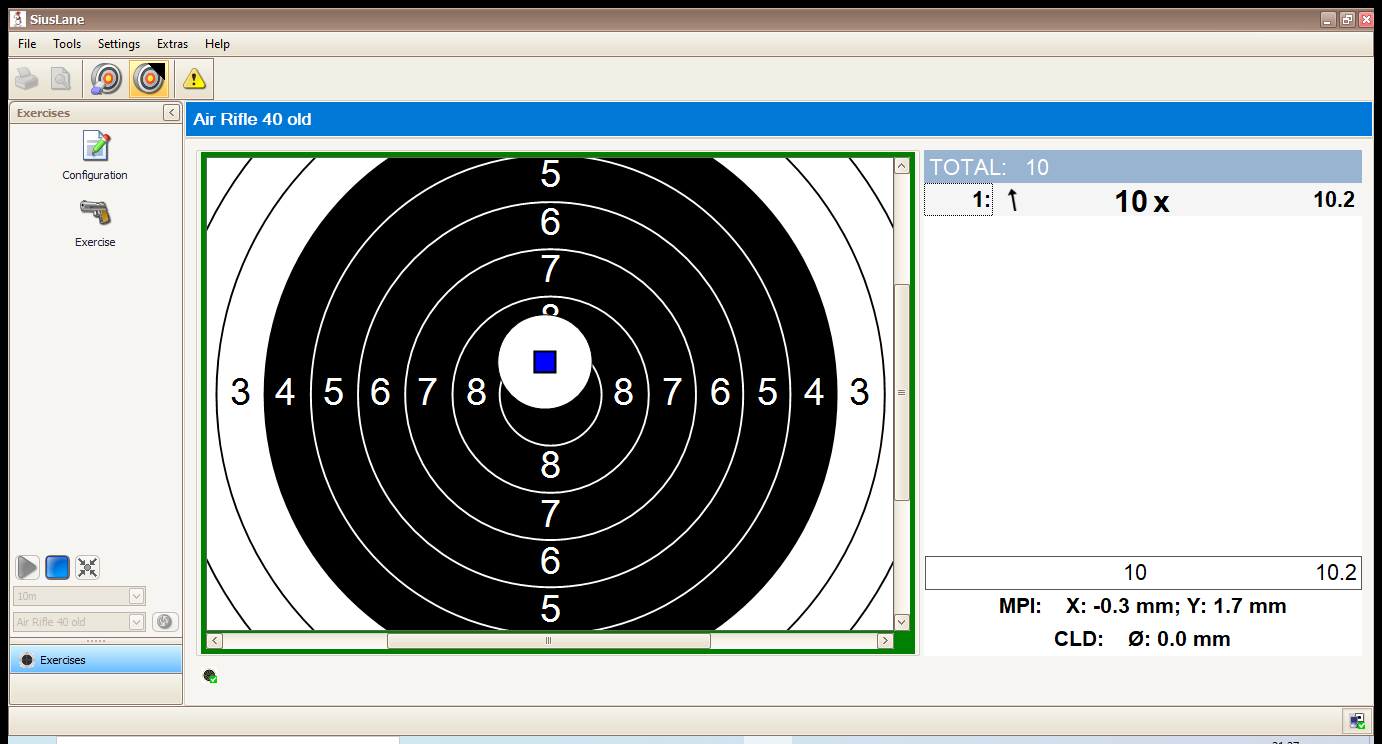 SiusLane
File Tools Settings Extras Help
Exercises
Air Rifle 40 old
Configuration
Exercise
10m
Air Rifle 40 old
Exercises
5
6
7
8
3 4 5 6 7 8 8 7 6 5 4 3
8
7
6
5
TOTAL: 10
1: 10 x 10.2
10 10.2
MPI: X: -0.3 mm; Y: 1.7 mm
CLD: Ø: 0.0 mm